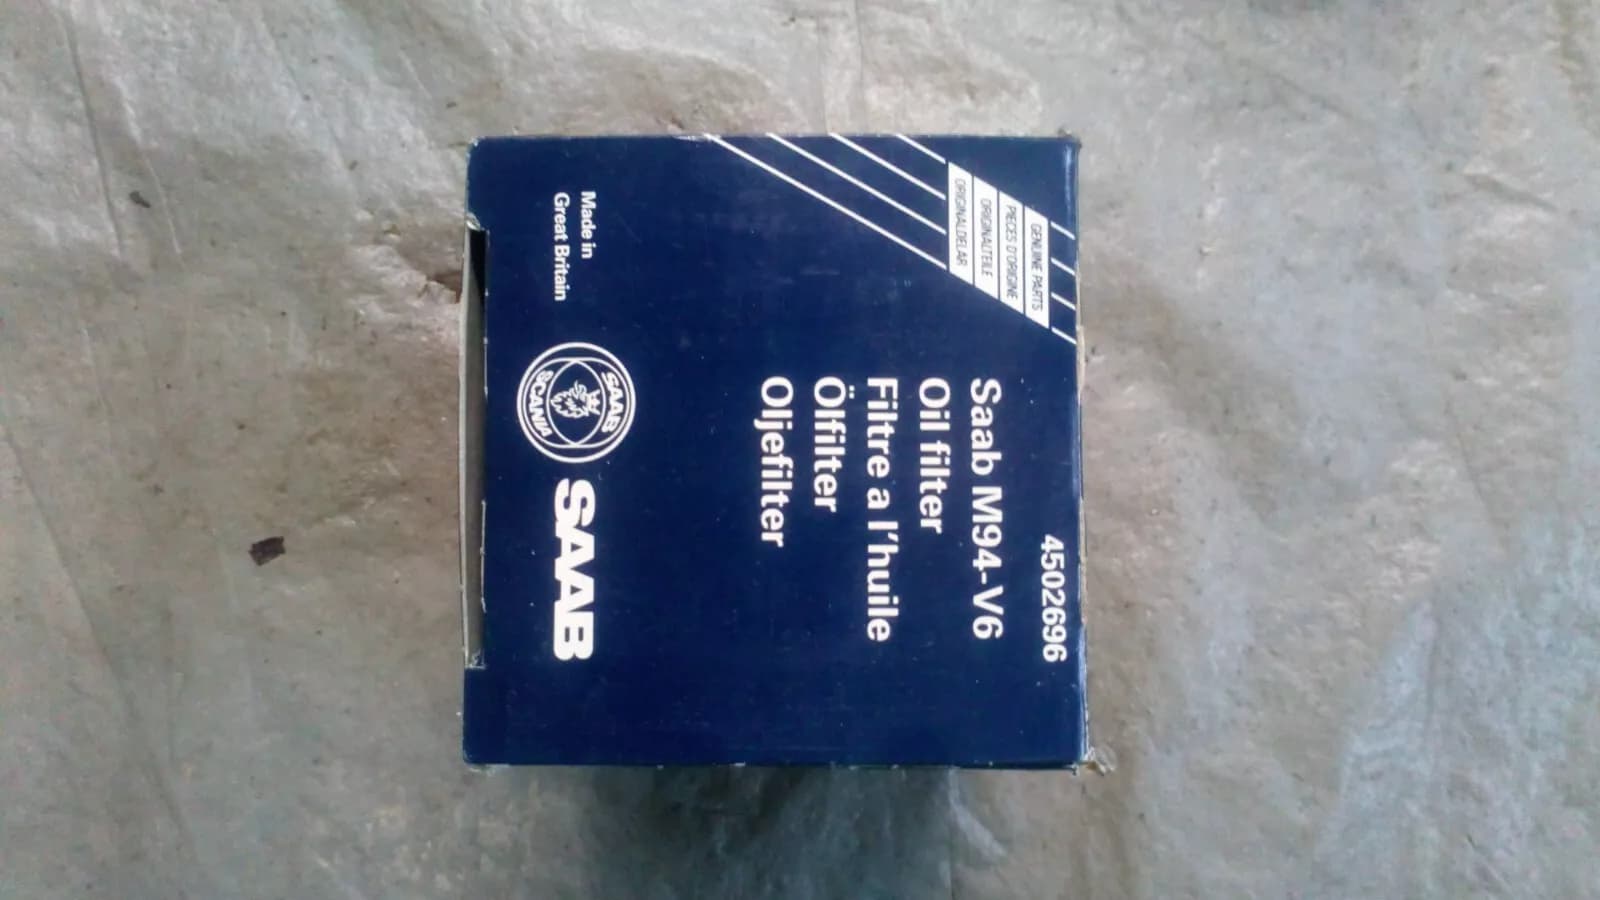 GENUINE PARTS
PIECES D'ORIGINE
ORIGINALTEILE
ORIGINALDELAR
4502696
Saab M94-V6
Oil filter
Filtre a l'huile
Ölfilter
Oljefilter
Made in
Great Britain
SAAB
SCANIA
SAAB